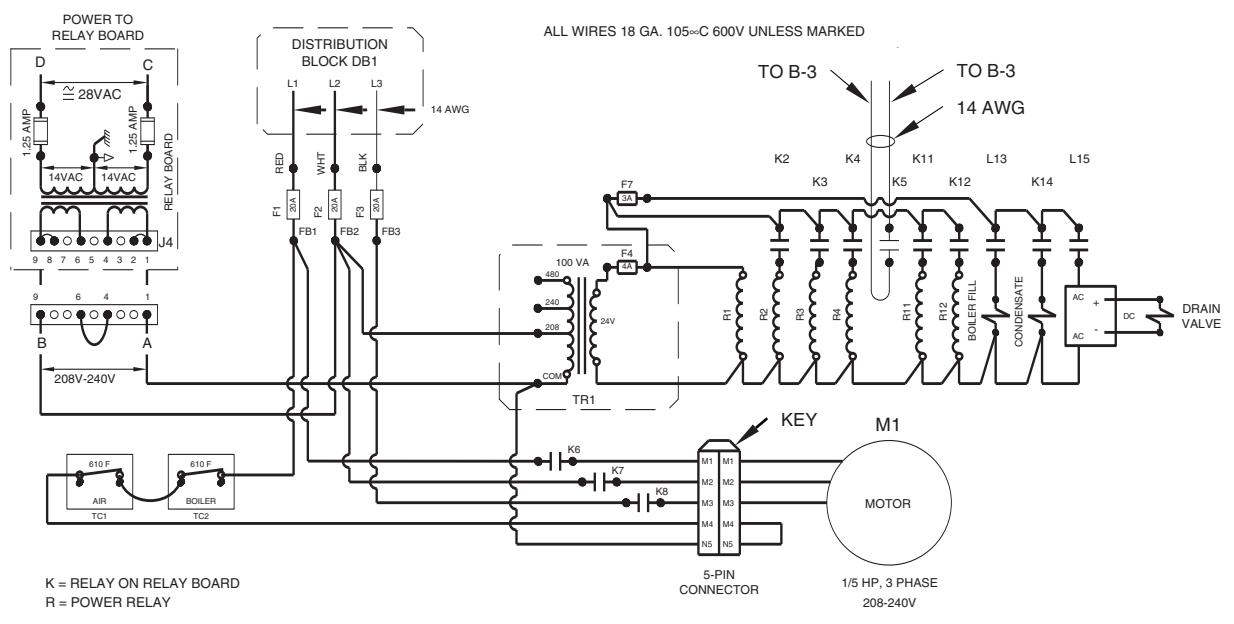 POWER TO
RELAY BOARD
D
C
≅ 28VAC
1.25 AMP
1.25 AMP
14VAC
14VAC
RELAY BOARD
J4
9 8 7 6 5 4 3 2 1
9 6 4 1
B
A
208V-240V
DISTRIBUTION
BLOCK DB1
L1 L2 L3
14 AWG
RED
WHT
BLK
F1
20A
F2
20A
F3
20A
FB1
FB2
FB3
ALL WIRES 18 GA. 105∞C 600V UNLESS MARKED
TO B-3
TO B-3
14 AWG
K2
K4
K11
L13
L15
K3
K5
K12
K14
F7
3A
F4
4A
100 VA
480
240
208
COM
24V
TR1
R1
R2
R3
R4
R11
R12
BOILER FILL
CONDENSATE
AC
+
AC
-
DC
DRAIN
VALVE
610 F
AIR
TC1
610 F
BOILER
TC2
K6
K7
K8
KEY
M1 M1
M2 M2
M3 M3
M4 M4
N5 N5
5-PIN
CONNECTOR
M1
MOTOR
1/5 HP, 3 PHASE
208-240V
K = RELAY ON RELAY BOARD
R = POWER RELAY